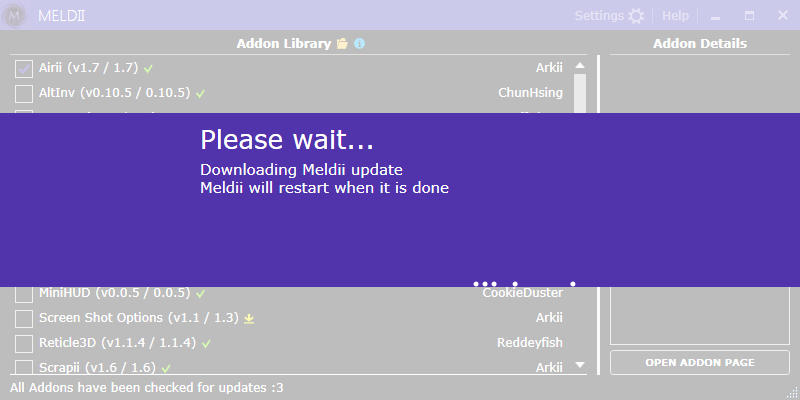 MELDII
Settings
Help
Addon Library
Addon Details
Airii (v1.7 / 1.7)
Arkii
AltInv (v0.10.5 / 0.10.5)
ChunHsing
Please wait...
Downloading Meldii update
Meldii will restart when it is done
MiniHUD (v0.0.5 / 0.0.5)
CookieDuster
Screen Shot Options (v1.1 / 1.3)
Arkii
Reticle3D (v1.1.4 / 1.1.4)
Reddeyfish
Scrapii (v1.6 / 1.6)
Arkii
OPEN ADDON PAGE
All Addons have been checked for updates :3